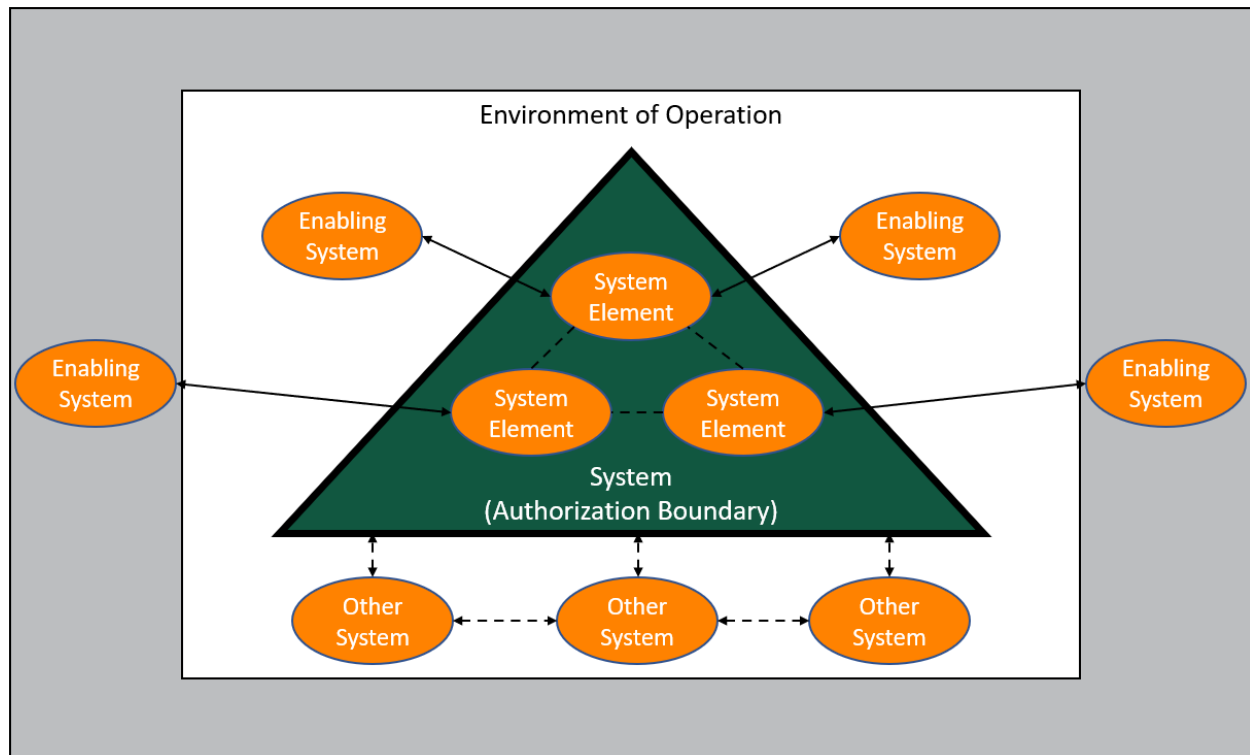 Environment of Operation
Enabling
System
Enabling
System
System
Element
Enabling
System
Enabling
System
System
Element
System
Element
System
(Authorization Boundary)
Other
System
Other
System
Other
System